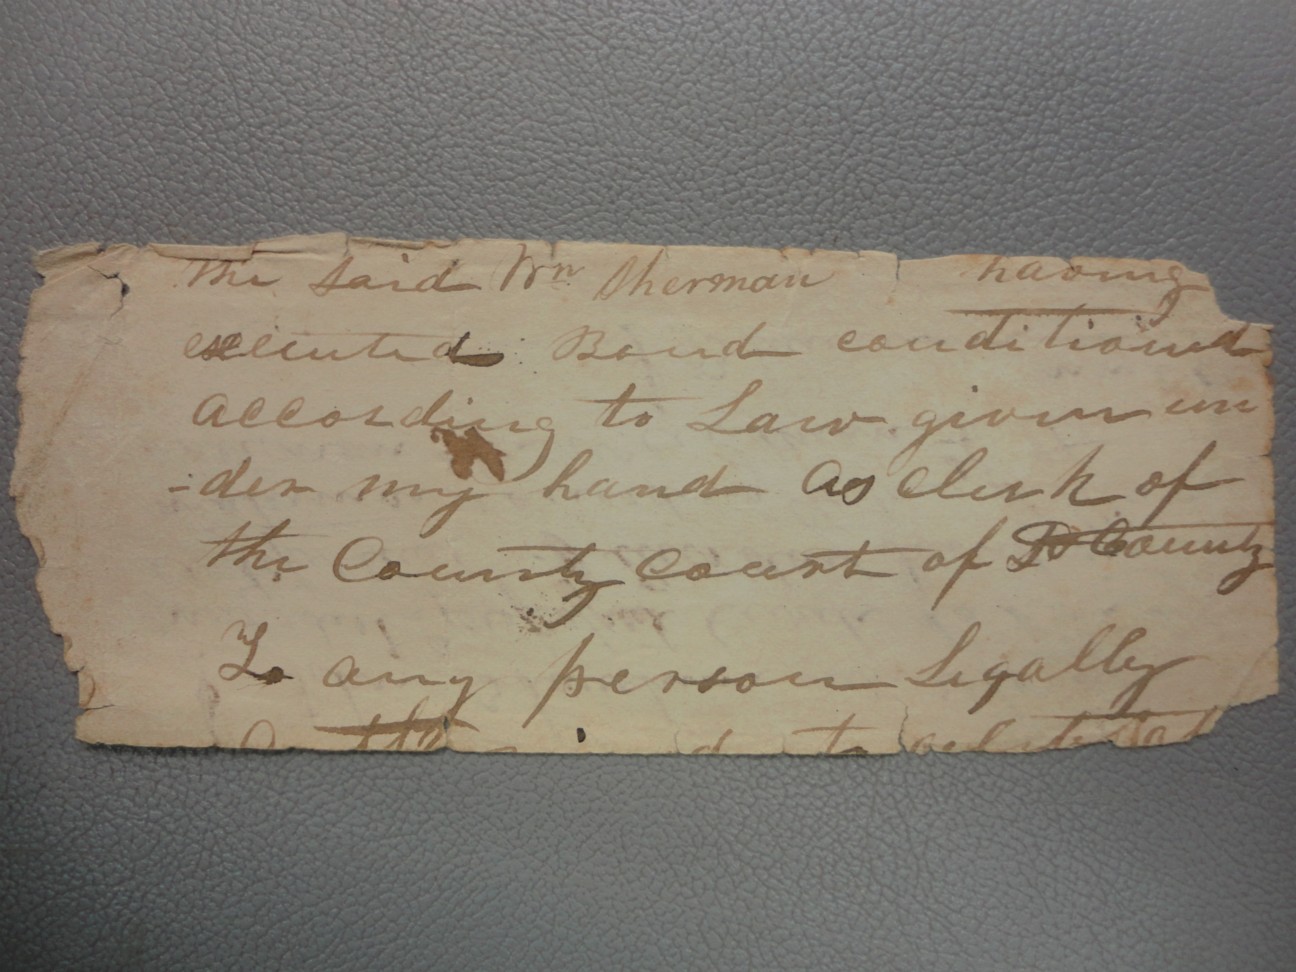 the said Wm Sherman having
executed Bond conditioned
according to Law given un
-der my hand as clerk of
the County Court of County
To any person Legally
to